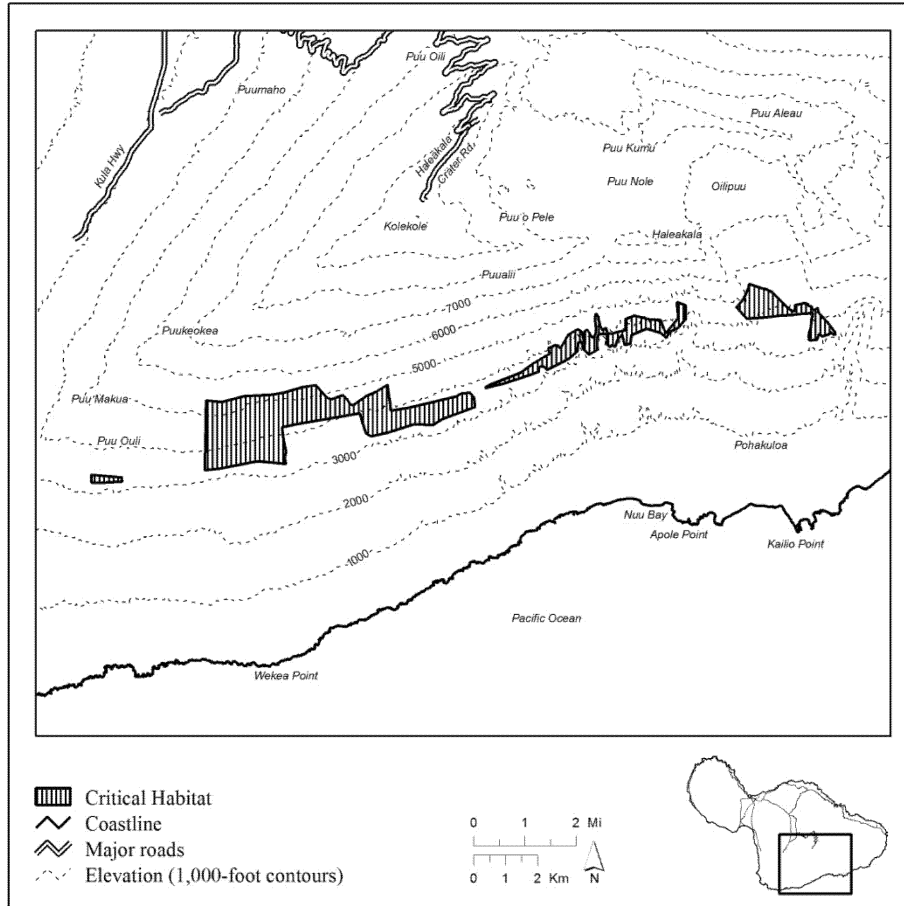 Puu Oili
Puumaho
Puu Aleau
Kula Hwy
Haleākala
Crater Rd.
Puu Kumu
Puu Nole
Oilipuu
Puu o Pele
Kolekole
Haleakala
Puualii
7000
6000
5000
Puukeokea
Puu Makua
Puu Ouli
3000
2000
1000
Pohakuloa
Nuu Bay
Apole Point
Kailio Point
Pacific Ocean
Wekea Point
Critical Habitat
Coastline
Major roads
Elevation (1,000-foot contours)
0 1 2 Mi
0 1 2 Km
N